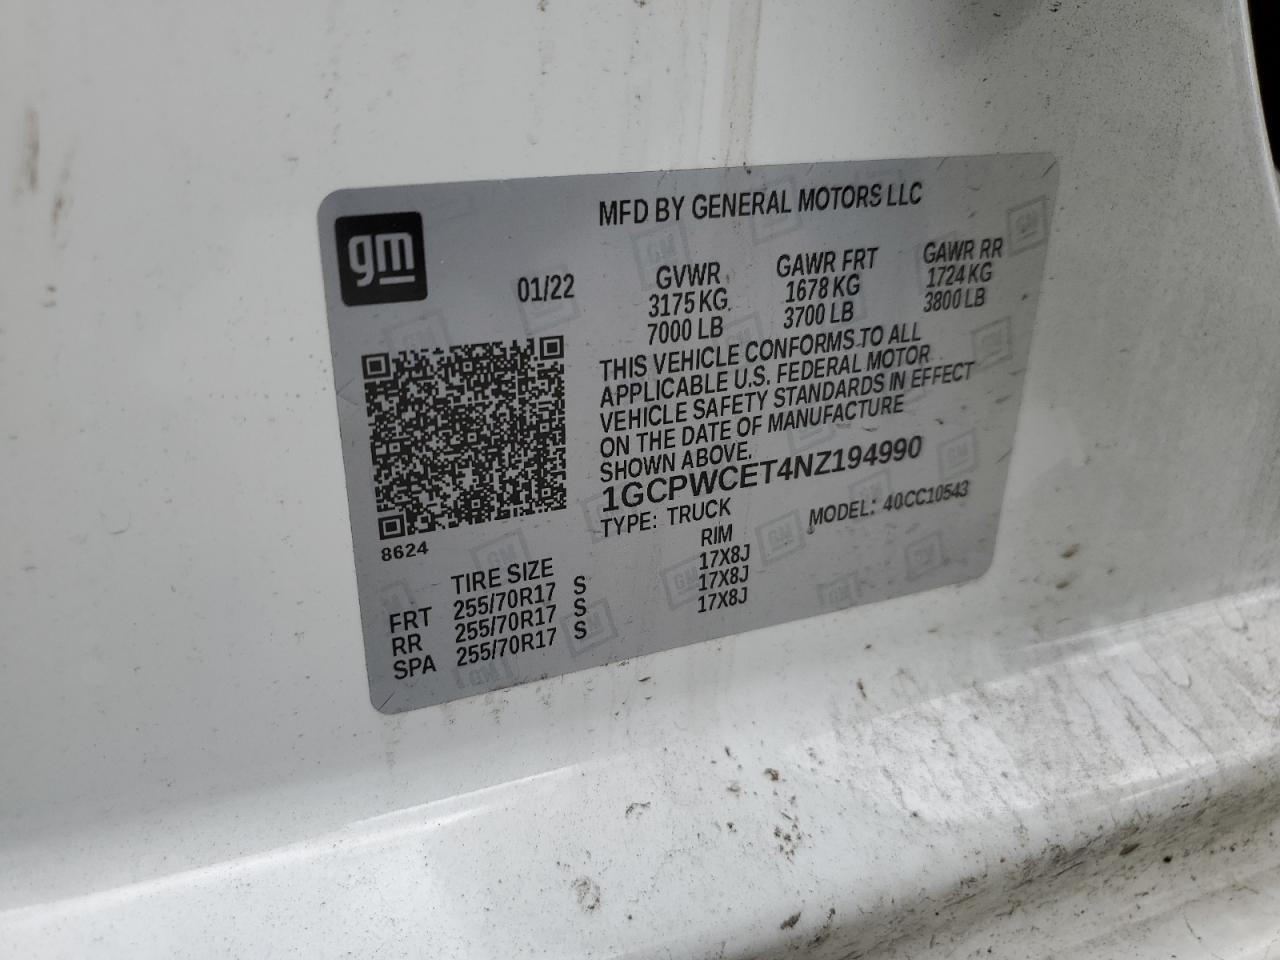 MFD BY GENERAL MOTORS LLC
gm
01/22
GVWR
3175 KG
7000 LB
GAWR FRT
1678 KG
3700 LB
GAWR RR
1724 KG
3800 LB
THIS VEHICLE CONFORMS TO ALL
APPLICABLE U.S. FEDERAL MOTOR
VEHICLE SAFETY STANDARDS IN EFFECT
ON THE DATE OF MANUFACTURE
SHOWN ABOVE.
1GCPWCET4NZ194990
TYPE: TRUCK
MODEL: 40CC10543
8624
TIRE SIZE RIM
FRT 255/70R17 S 17X8J
RR 255/70R17 S 17X8J
SPA 255/70R17 S 17X8J